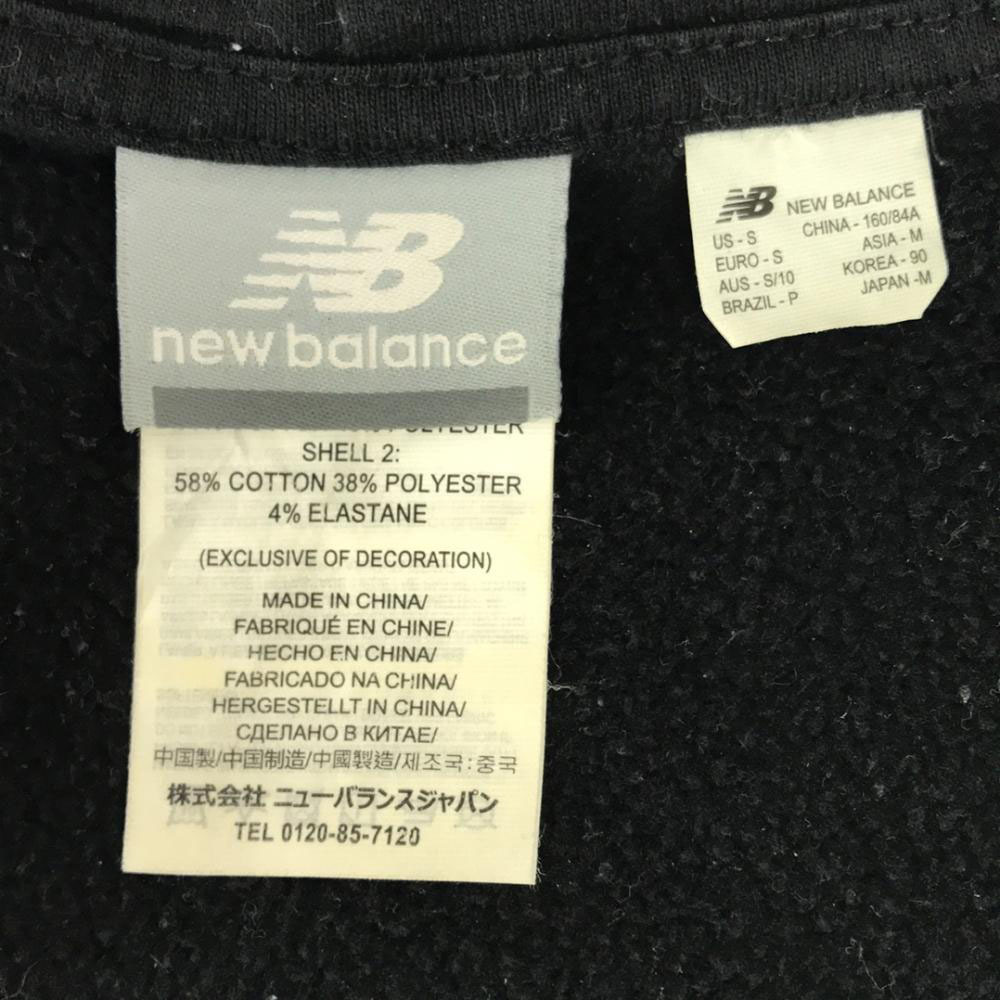 NB
new balance
POLYESTER
SHELL 2:
58% COTTON 38% POLYESTER
4% ELASTANE
(EXCLUSIVE OF DECORATION)
MADE IN CHINA/
FABRIQUÉ EN CHINE/
HECHO EN CHINA/
FABRICADO NA CHINA/
HERGESTELLT IN CHINA/
СДЕЛАНО В КИТАЕ/
中国製/中国制造/中國製造/제조국:중국
株式会社 ニューバランスジャパン
TEL 0120-85-7120
NB NEW BALANCE
US - S CHINA - 160/84A
EURO - S ASIA - M
AUS - S/10 KOREA - 90
BRAZIL - P JAPAN -M